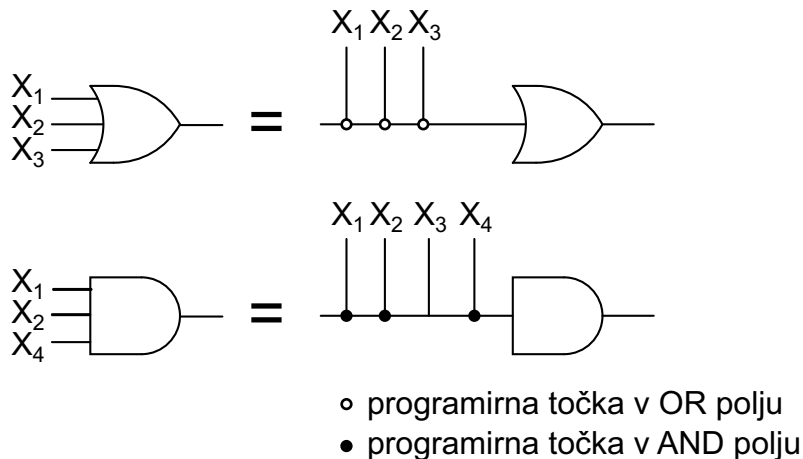 X₁ X₂ X₃
X₁
X₂
X₃
=
X₁ X₂ X₃ X₄
X₁
X₂
X₄
=
programirna točka v OR polju
programirna točka v AND polju